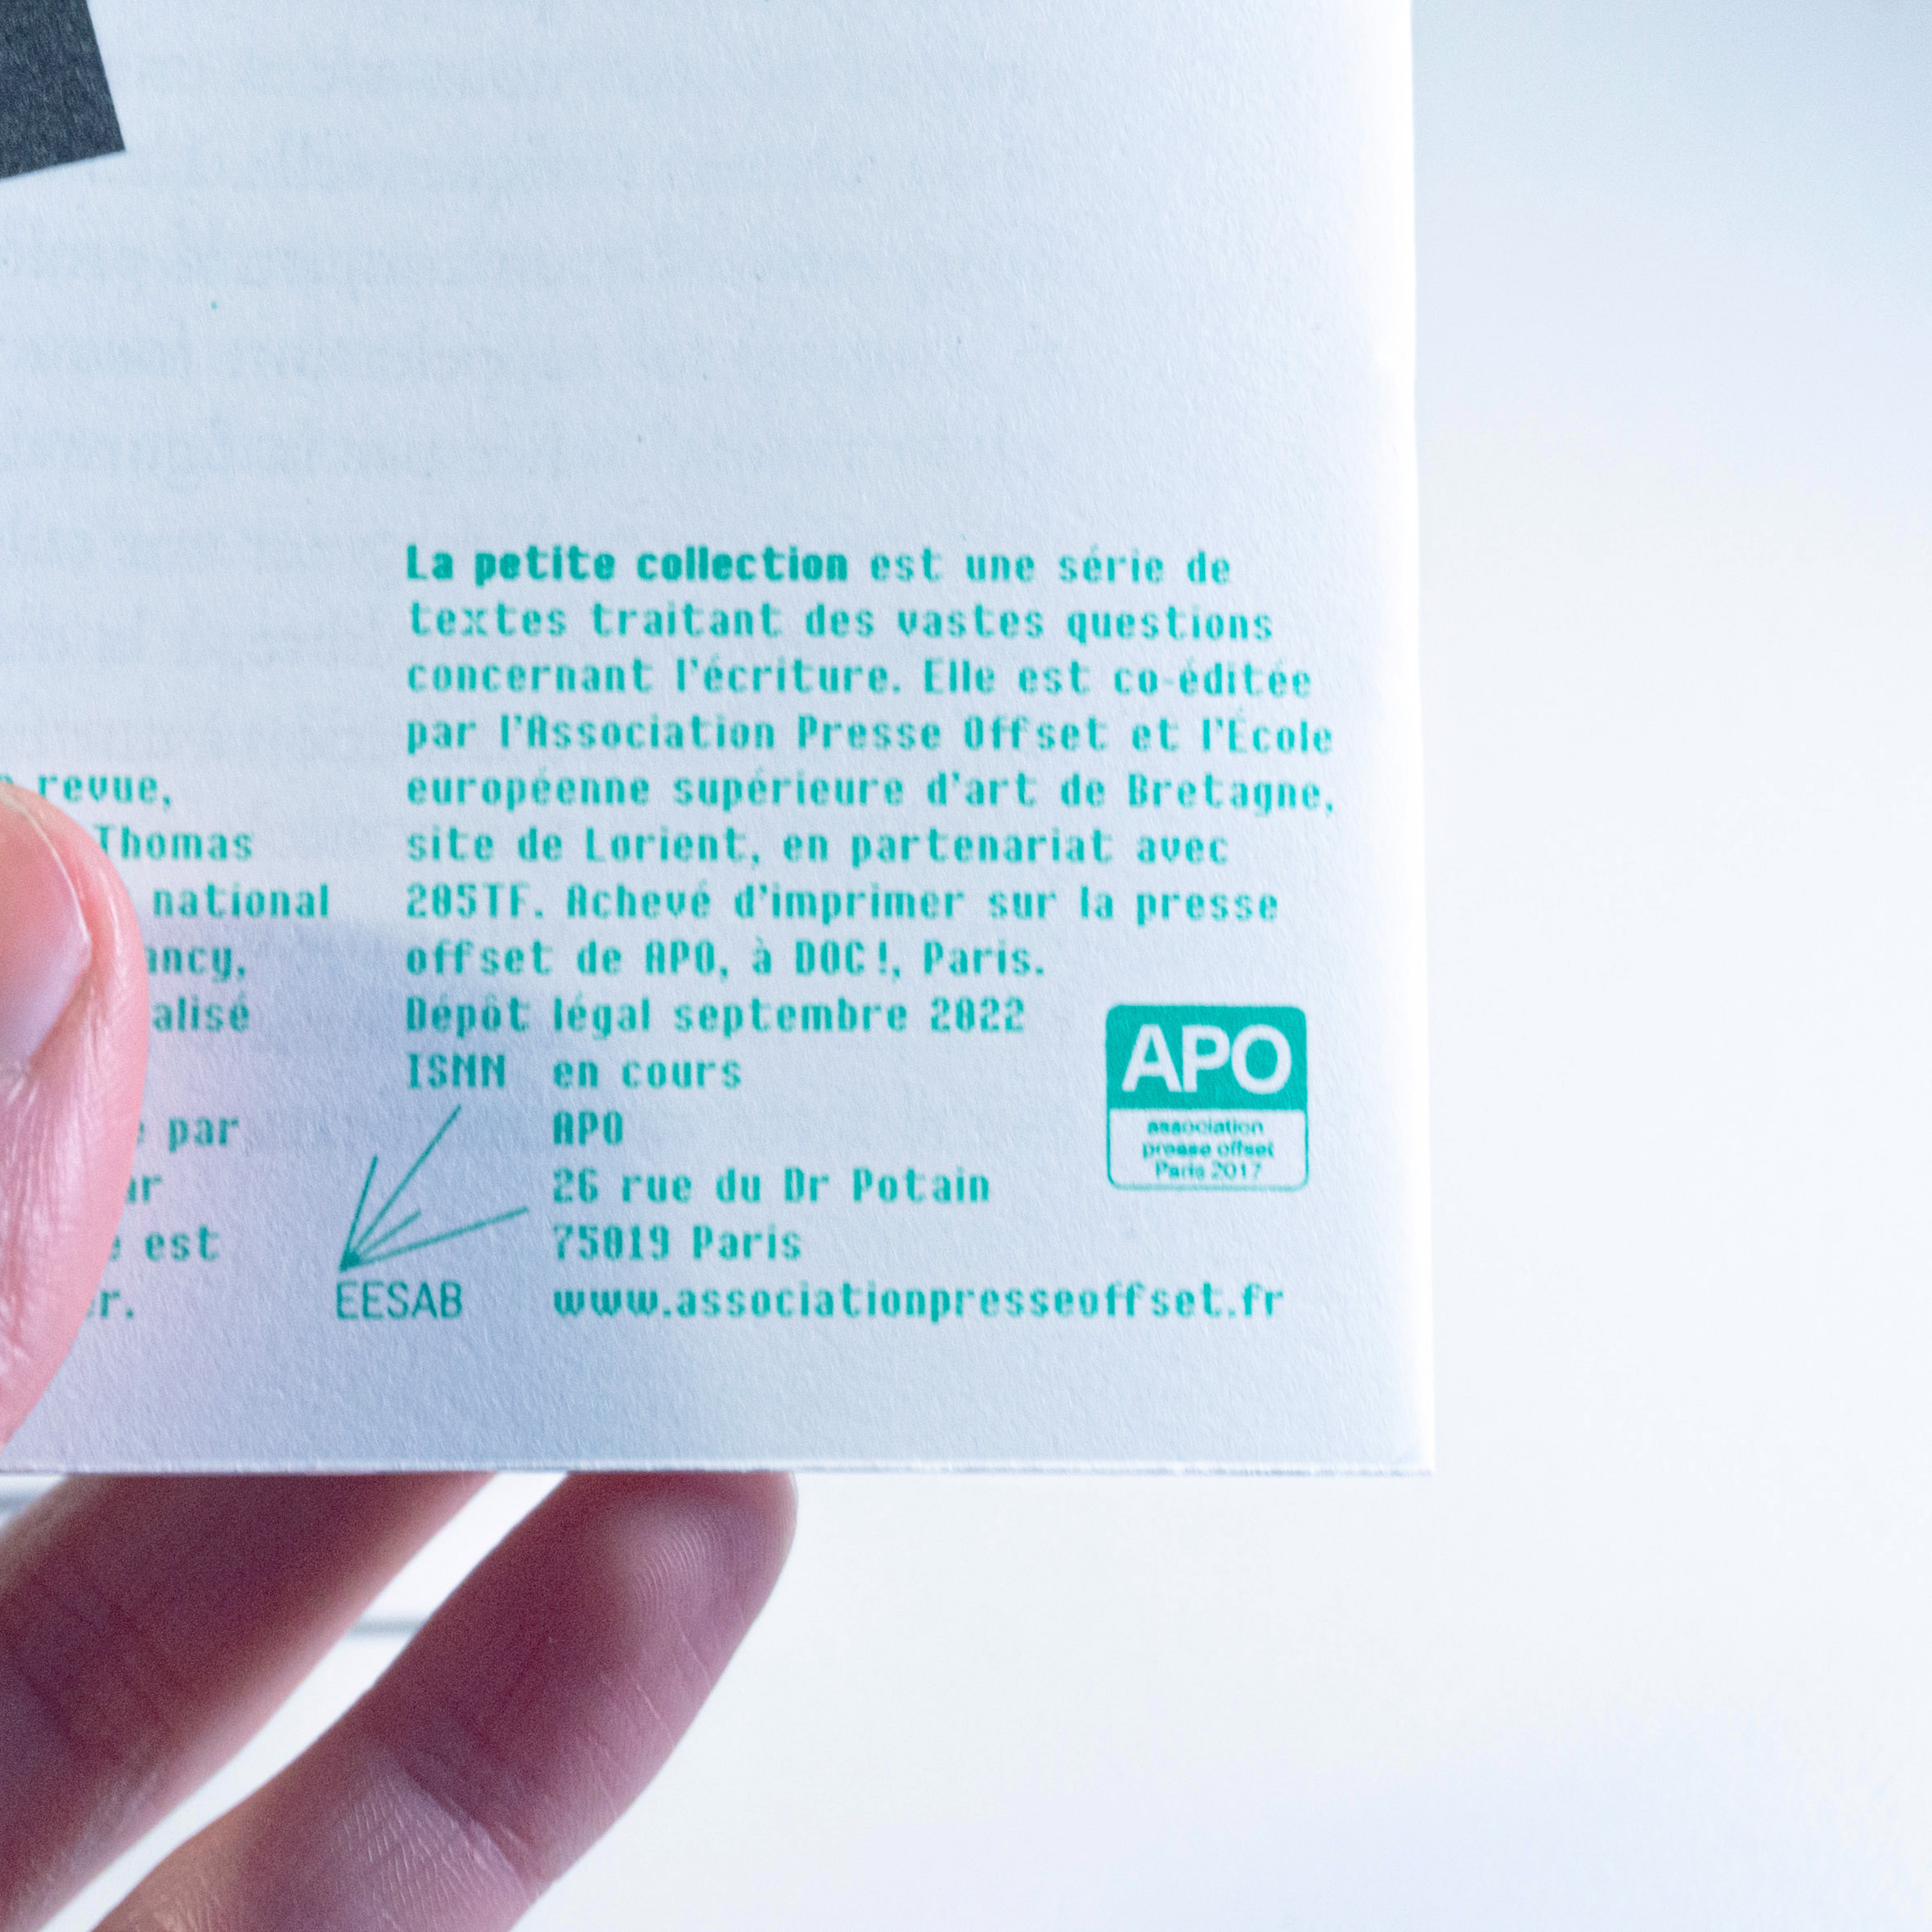 revue,
Thomas
national
par
est
La petite collection est une série de
textes traitant des vastes questions
concernant l'écriture. Elle est co-éditée
par l'Association Presse Offset et l'École
européenne supérieure d'art de Bretagne,
site de Lorient, en partenariat avec
205TF. Achevé d'imprimer sur la presse
offset de APO, à DOC!, Paris.
Dépôt légal septembre 2022
ISNN en cours
APO
26 rue du Dr Potain
75019 Paris
www.associationpresseoffset.fr
EESAB
APO
association
presse offset
Paris 2017